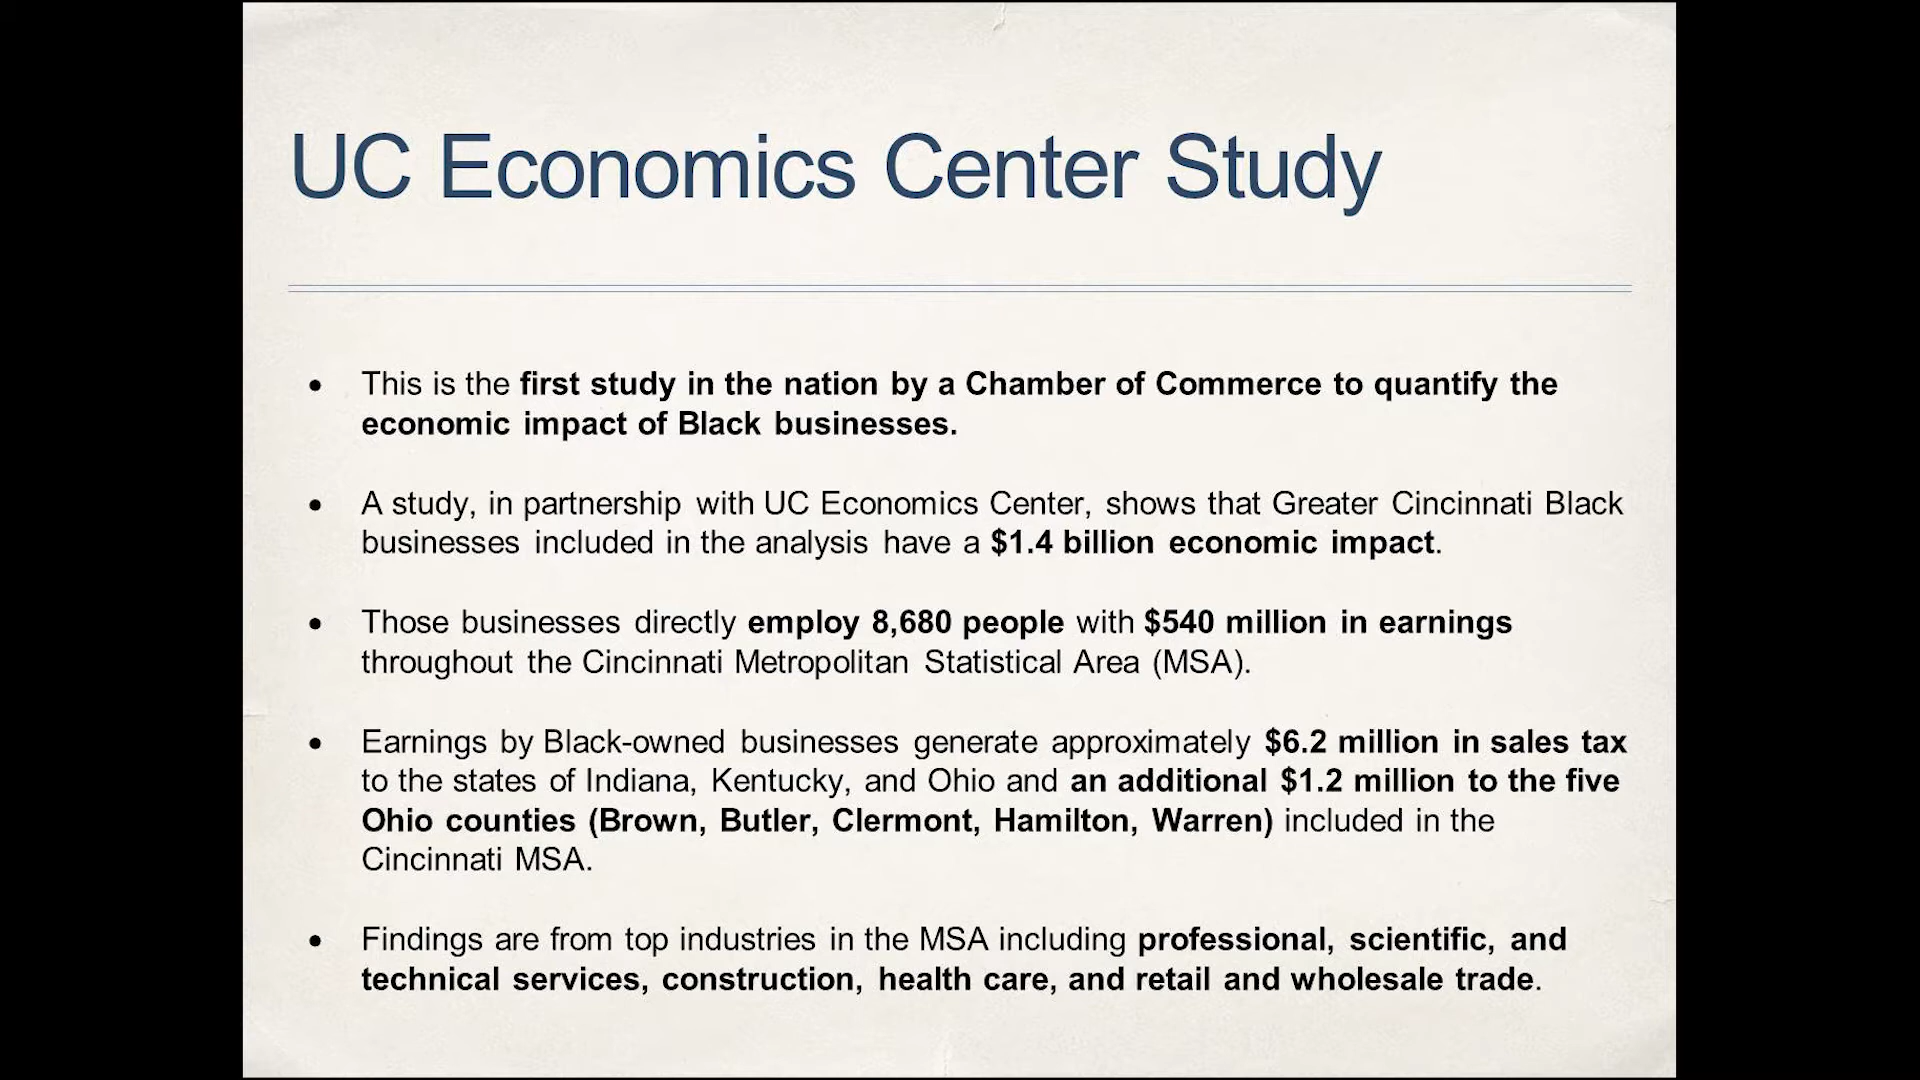 UC Economics Center Study
• This is the first study in the nation by a Chamber of Commerce to quantify the
economic impact of Black businesses.
• A study, in partnership with UC Economics Center, shows that Greater Cincinnati Black
businesses included in the analysis have a $1.4 billion economic impact.
• Those businesses directly employ 8,680 people with $540 million in earnings
throughout the Cincinnati Metropolitan Statistical Area (MSA).
• Earnings by Black-owned businesses generate approximately $6.2 million in sales tax
to the states of Indiana, Kentucky, and Ohio and an additional $1.2 million to the five
Ohio counties (Brown, Butler, Clermont, Hamilton, Warren) included in the
Cincinnati MSA.
• Findings are from top industries in the MSA including professional, scientific, and
technical services, construction, health care, and retail and wholesale trade.